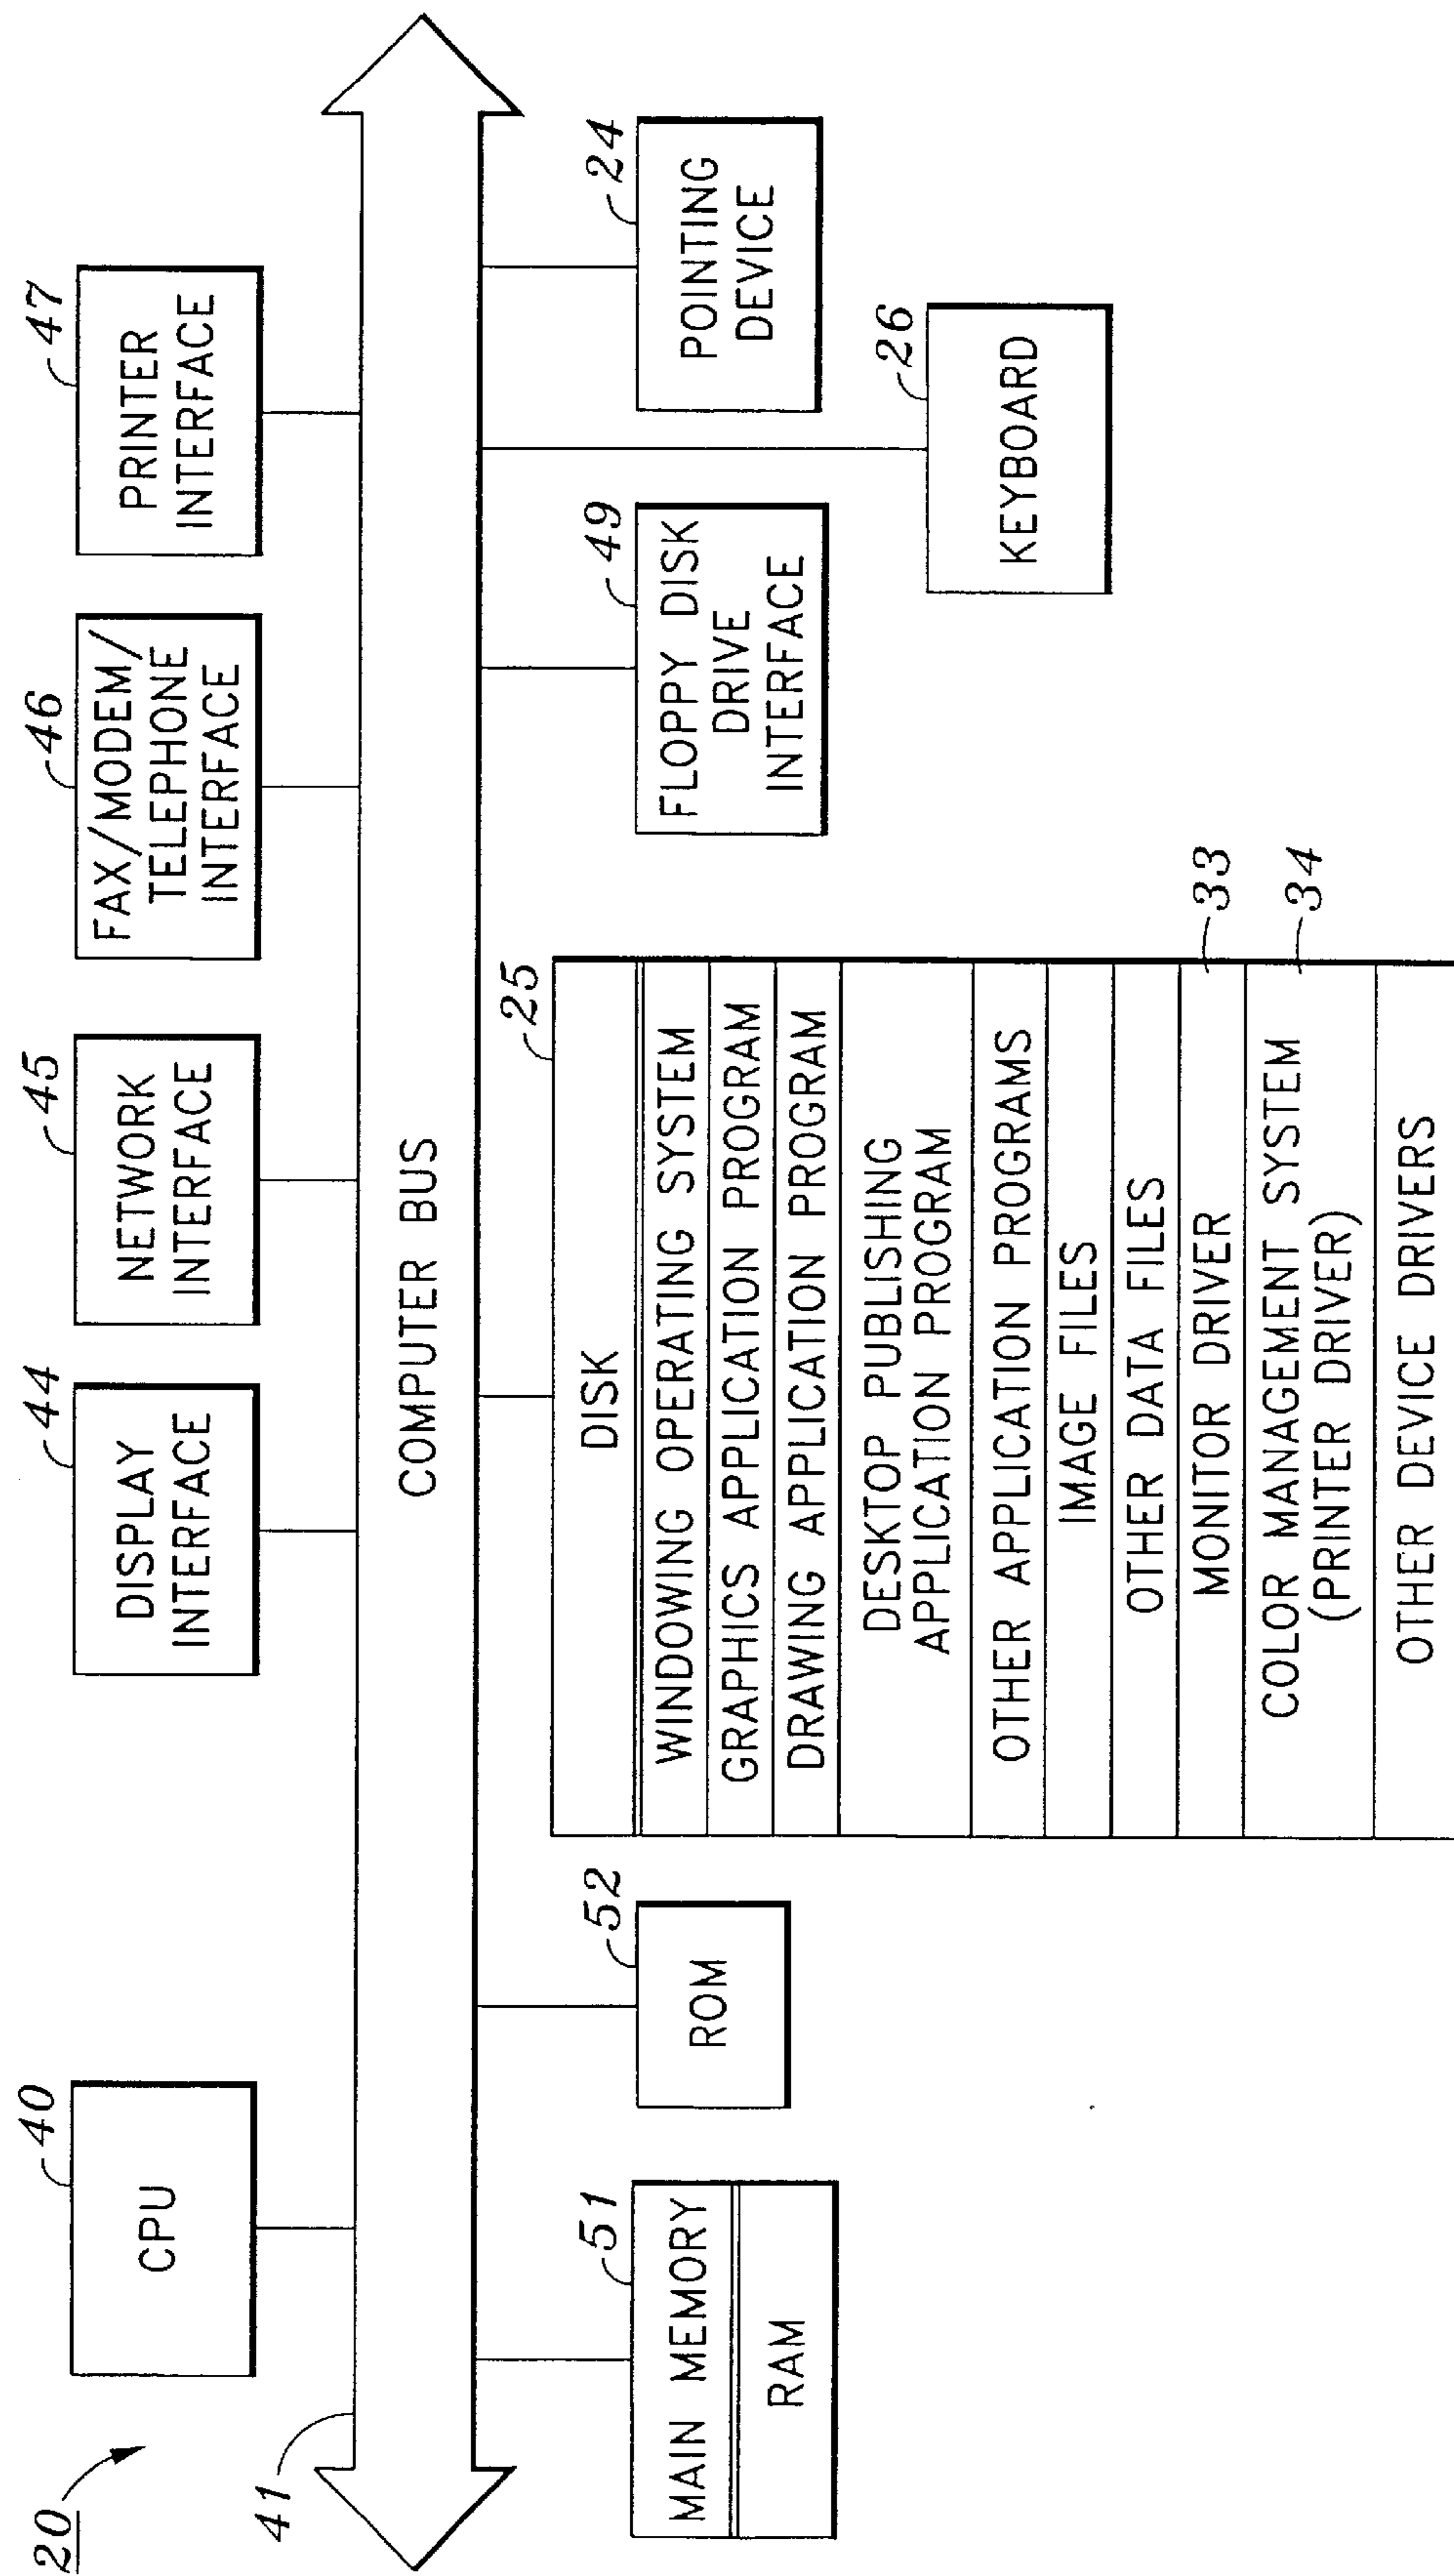 20
41
40
CPU
44
DISPLAY
INTERFACE
45
NETWORK
INTERFACE
46
FAX/MODEM/
TELEPHONE
INTERFACE
47
PRINTER
INTERFACE
COMPUTER BUS
51
MAIN MEMORY
RAM
52
ROM
25
DISK
WINDOWING OPERATING SYSTEM
GRAPHICS APPLICATION PROGRAM
DRAWING APPLICATION PROGRAM
DESKTOP PUBLISHING
APPLICATION PROGRAM
OTHER APPLICATION PROGRAMS
IMAGE FILES
OTHER DATA FILES
MONITOR DRIVER
33
COLOR MANAGEMENT SYSTEM
(PRINTER DRIVER)
34
OTHER DEVICE DRIVERS
49
FLOPPY DISK
DRIVE
INTERFACE
24
POINTING
DEVICE
26
KEYBOARD